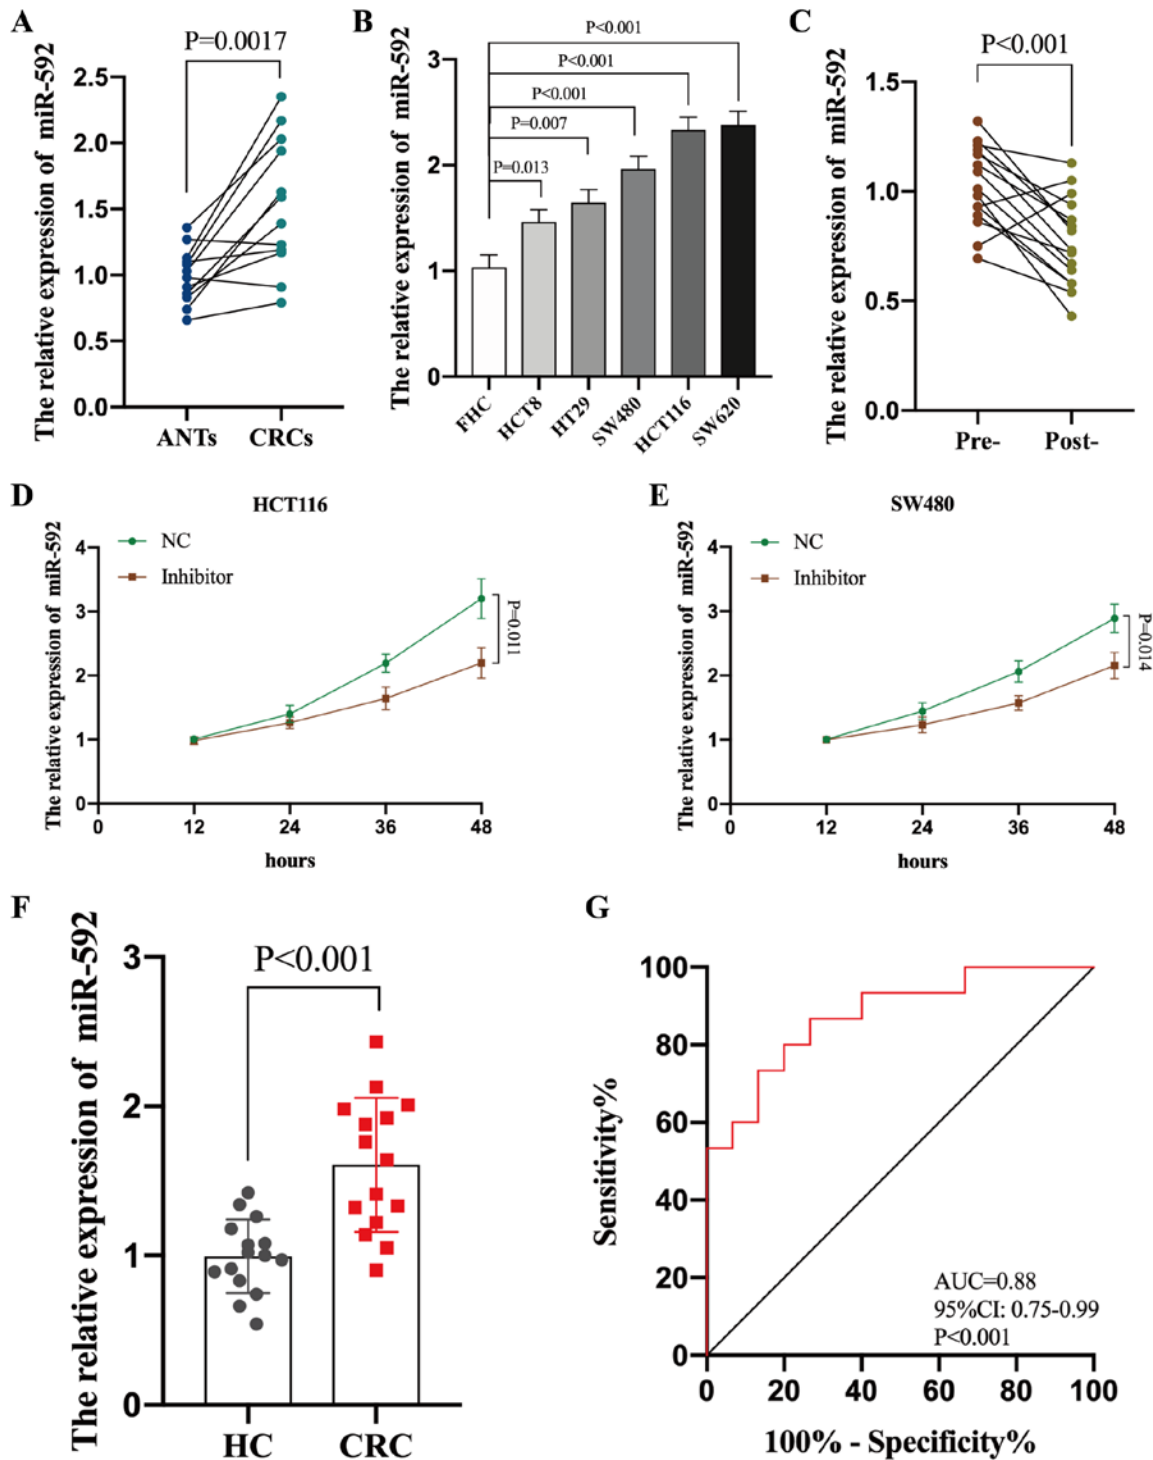 A
The relative expression of miR-592
P=0.0017
2.5
2.0
1.5
1.0
0.5
0.0
ANTs CRCs
B
The relative expression of miR-592
P<0.001
P<0.001
P<0.001
P=0.007
P=0.013
3
2
1
0
FHC HCT8 HT29 SW480 HCT116 SW620
C
The relative expression of miR-592
P<0.001
1.5
1.0
0.5
0.0
Pre- Post-
D
HCT116
The relative expression of miR-592
NC
Inhibitor
4
3
2
1
0
P=0.011
0 12 24 36 48
hours
E
SW480
The relative expression of miR-592
NC
Inhibitor
4
3
2
1
0
P=0.014
0 12 24 36 48
hours
F
The relative expression of miR-592
P<0.001
3
2
1
0
HC CRC
G
Sensitivity%
100
80
60
40
20
0
AUC=0.88
95%CI: 0.75-0.99
P<0.001
0 20 40 60 80 100
100% - Specificity%